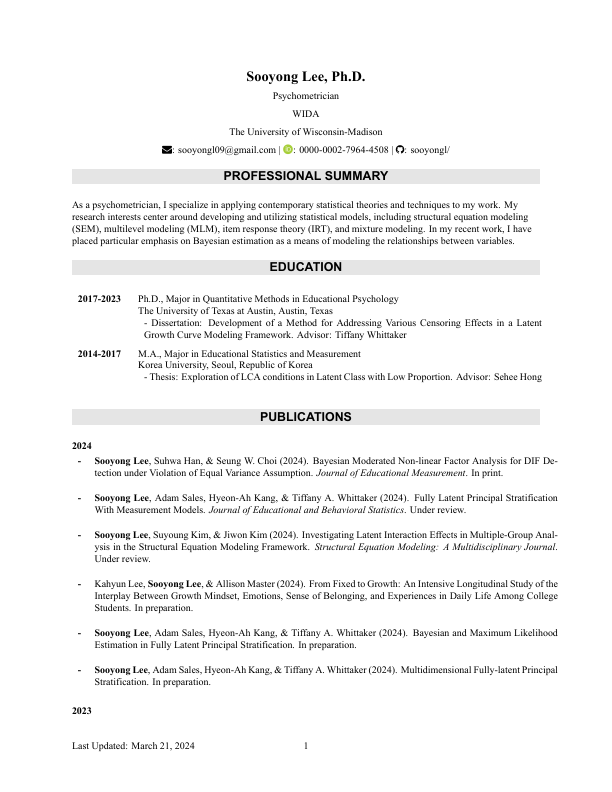 Sooyong Lee, Ph.D.
Psychometrician
WIDA
The University of Wisconsin-Madison
: sooyongl09@gmail.com | : 0000-0002-7964-4508 | : sooyongl/
PROFESSIONAL SUMMARY
As a psychometrician, I specialize in applying contemporary statistical theories and techniques to my work. My
research interests center around developing and utilizing statistical models, including structural equation modeling
(SEM), multilevel modeling (MLM), item response theory (IRT), and mixture modeling. In my recent work, I have
placed particular emphasis on Bayesian estimation as a means of modeling the relationships between variables.
EDUCATION
2017-2023 Ph.D., Major in Quantitative Methods in Educational Psychology
The University of Texas at Austin, Austin, Texas
- Dissertation: Development of a Method for Addressing Various Censoring Effects in a Latent
Growth Curve Modeling Framework. Advisor: Tiffany Whittaker
2014-2017 M.A., Major in Educational Statistics and Measurement
Korea University, Seoul, Republic of Korea
- Thesis: Exploration of LCA conditions in Latent Class with Low Proportion. Advisor: Sehee Hong
PUBLICATIONS
2024
- Sooyong Lee, Suhwa Han, & Seung W. Choi (2024). Bayesian Moderated Non-linear Factor Analysis for DIF De-
tection under Violation of Equal Variance Assumption. Journal of Educational Measurement. In print.
- Sooyong Lee, Adam Sales, Hyeon-Ah Kang, & Tiffany A. Whittaker (2024). Fully Latent Principal Stratification
With Measurement Models. Journal of Educational and Behavioral Statistics. Under review.
- Sooyong Lee, Suyoung Kim, & Jiwon Kim (2024). Investigating Latent Interaction Effects in Multiple-Group Anal-
ysis in the Structural Equation Modeling Framework. Structural Equation Modeling: A Multidisciplinary Journal.
Under review.
- Kahyun Lee, Sooyong Lee, & Allison Master (2024). From Fixed to Growth: An Intensive Longitudinal Study of the
Interplay Between Growth Mindset, Emotions, Sense of Belonging, and Experiences in Daily Life Among College
Students. In preparation.
- Sooyong Lee, Adam Sales, Hyeon-Ah Kang, & Tiffany A. Whittaker (2024). Bayesian and Maximum Likelihood
Estimation in Fully Latent Principal Stratification. In preparation.
- Sooyong Lee, Adam Sales, Hyeon-Ah Kang, & Tiffany A. Whittaker (2024). Multidimensional Fully-latent Principal
Stratification. In preparation.
2023
Last Updated: March 21, 2024 1